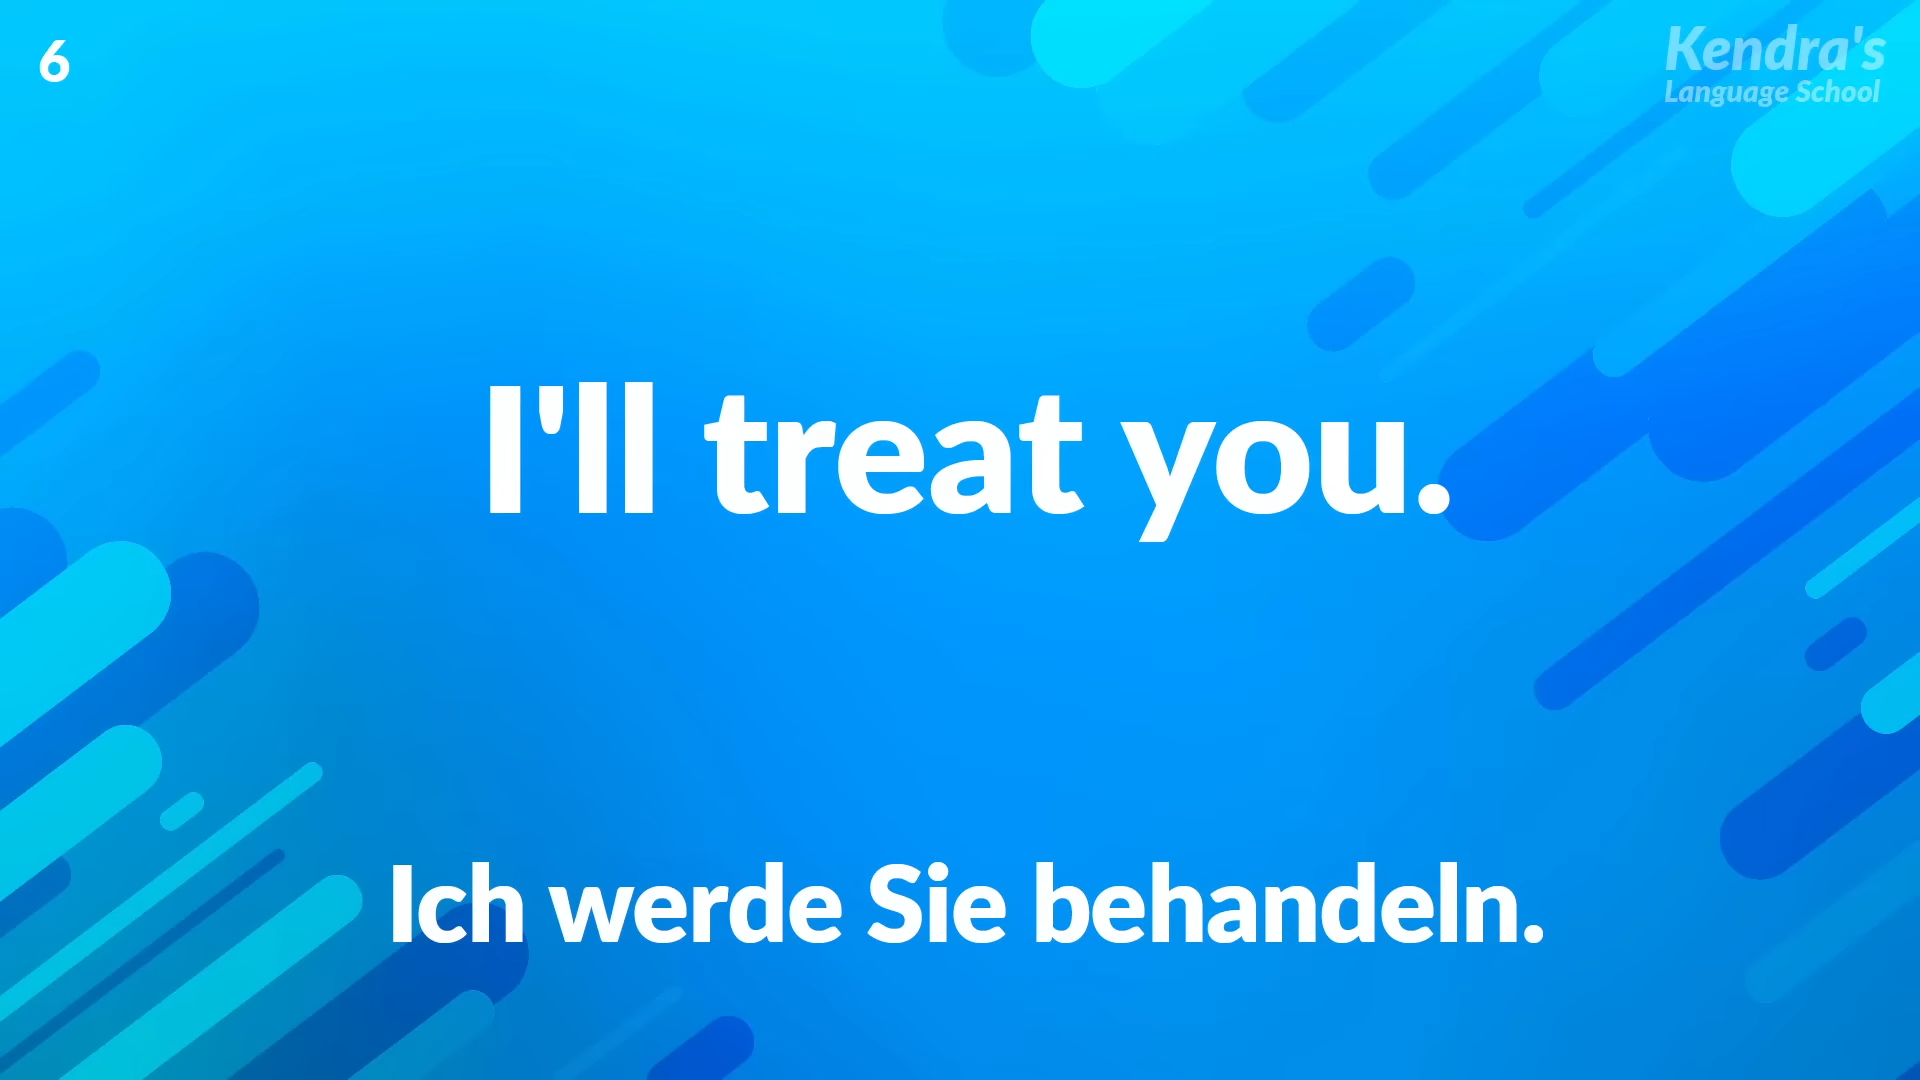 6
Kendra's
Language School
I'll treat you.
Ich werde Sie behandeln.